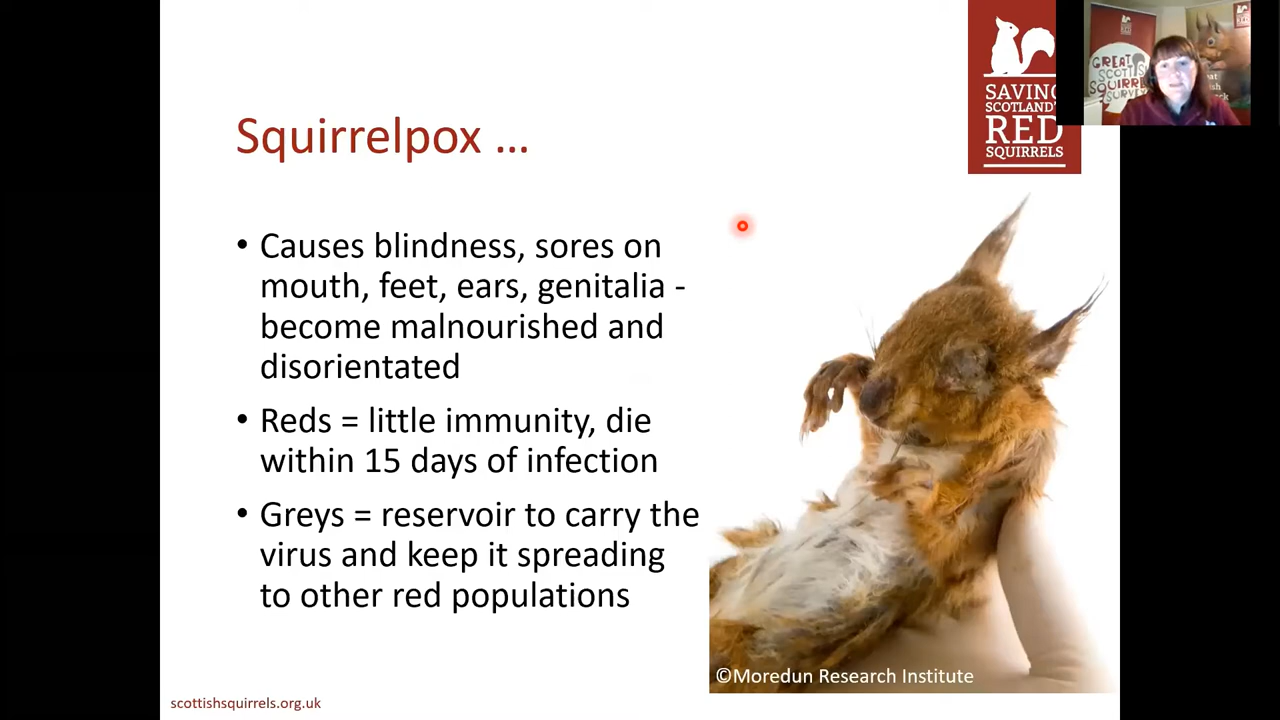 Squirrelpox ...
SAVING
SCOTLAND'S
RED
SQUIRRELS
GREAT
SCOTTISH
SQUIRREL
SURVEY
• Causes blindness, sores on
mouth, feet, ears, genitalia -
become malnourished and
disorientated
• Reds = little immunity, die
within 15 days of infection
• Greys = reservoir to carry the
virus and keep it spreading
to other red populations
©Moredun Research Institute
scottishsquirrels.org.uk